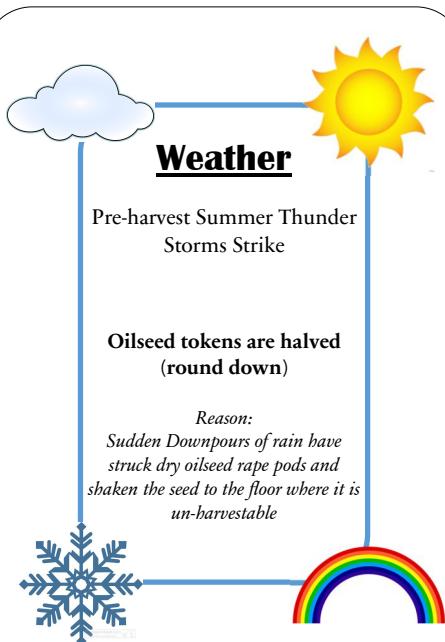 Weather
Pre-harvest Summer Thunder
Storms Strike
Oilseed tokens are halved
(round down)
Reason:
Sudden Downpours of rain have
struck dry oilseed rape pods and
shaken the seed to the floor where it is
un-harvestable